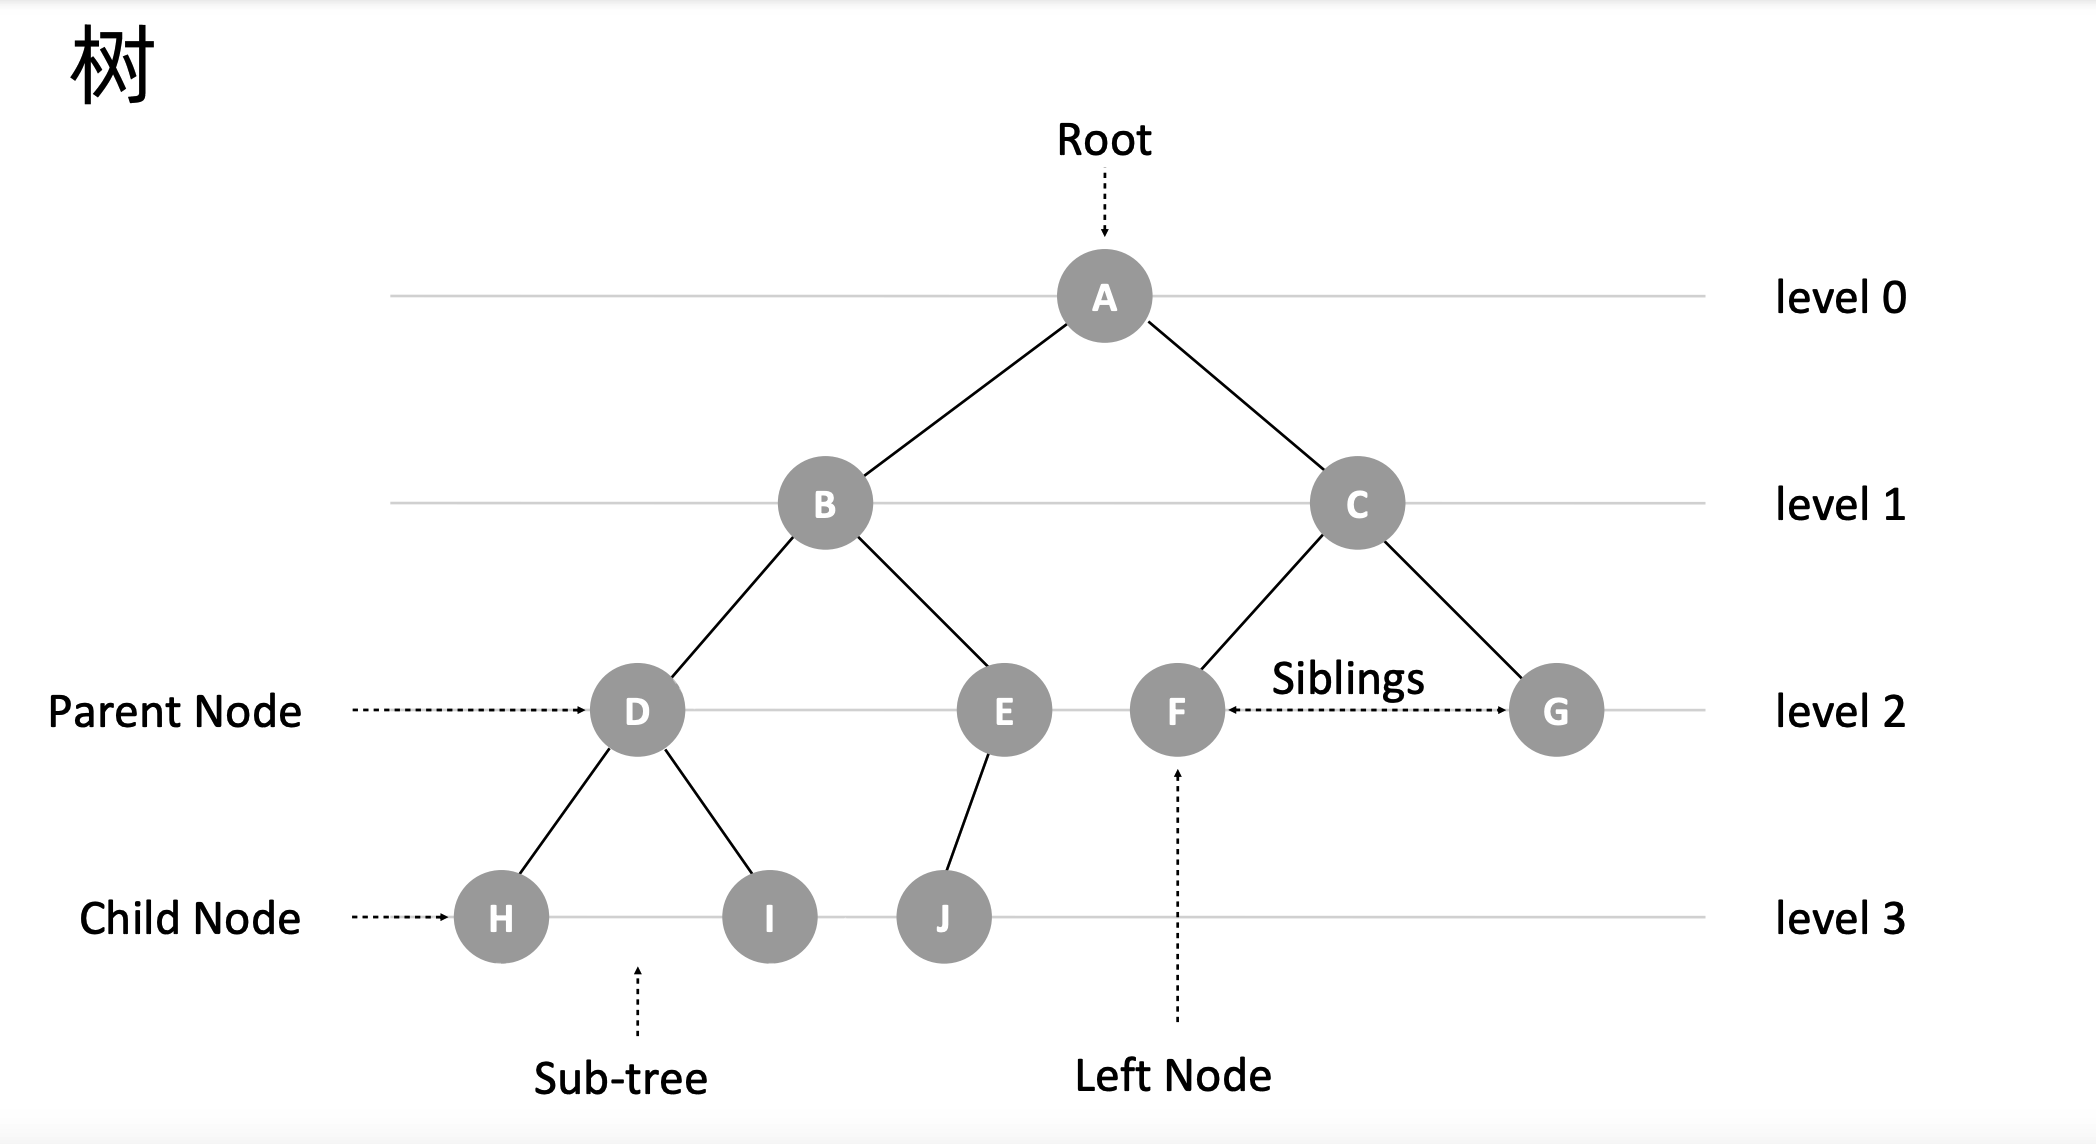 树
Root
A
level 0
B
C
level 1
Parent Node
D
E
F
Siblings
G
level 2
Child Node
H
I
J
level 3
Sub-tree
Left Node